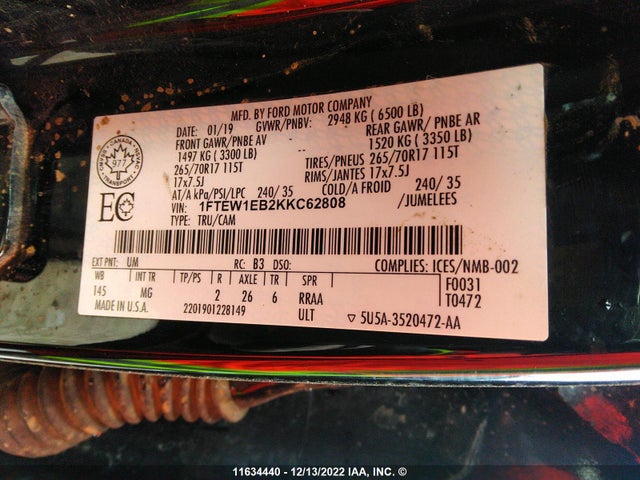 MFD. BY FORD MOTOR COMPANY
DATE: 01/19 GVWR/PNBV: 2948 KG ( 6500 LB)
FRONT GAWR/PNBE AV REAR GAWR/ PNBE AR
1497 KG ( 3300 LB) 1520 KG ( 3350 LB)
265/70R17 115T TIRES/PNEUS 265/70R17 115T
17x7.5J RIMS/JANTES 17x7.5J
AT/A kPa/PSI/LPC 240/ 35 COLD/A FROID 240/ 35
VIN: 1FTEW1EB2KKC62808 /JUMELEES
TYPE: TRU/CAM
CANADA
977
TRANSPORT
EC
EXT PNT: UM RC: B3 DSO: COMPLIES: ICES/NMB-002
WB INT TR TP/PS R AXLE TR SPR F0031
145 MG 2 26 6 RRAA T0472
MADE IN U.S.A. 2201901228149 ULT ▽ 5U5A-3520472-AA
11634440 - 12/13/2022 IAA, INC. ©